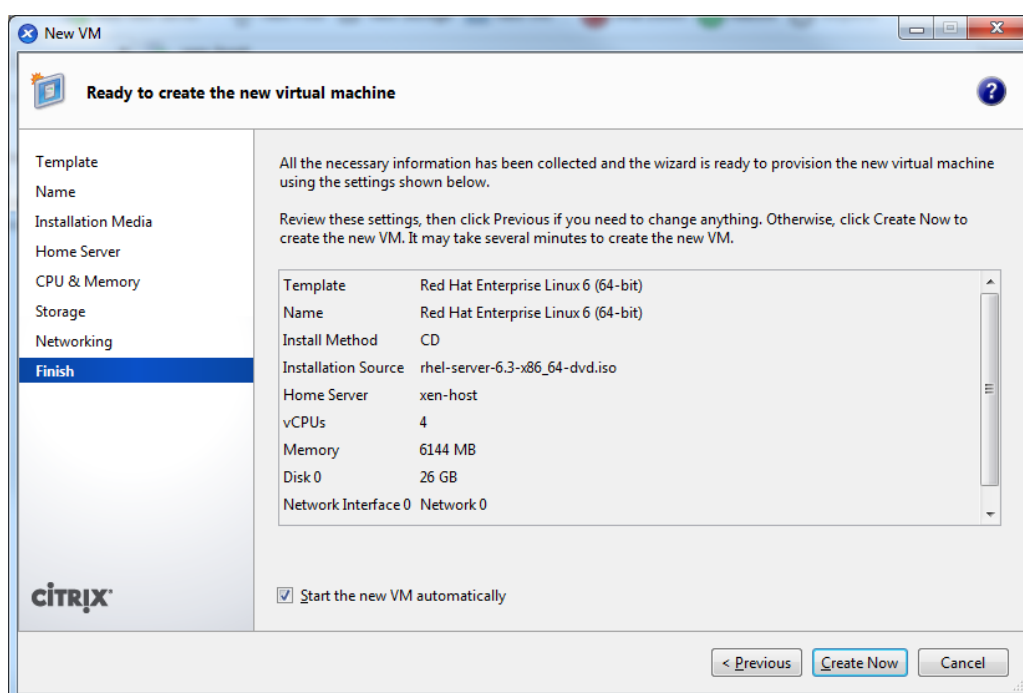 New VM
Ready to create the new virtual machine
?
Template
Name
Installation Media
Home Server
CPU & Memory
Storage
Networking
Finish
All the necessary information has been collected and the wizard is ready to provision the new virtual machine
using the settings shown below.
Review these settings, then click Previous if you need to change anything. Otherwise, click Create Now to
create the new VM. It may take several minutes to create the new VM.
Template Red Hat Enterprise Linux 6 (64-bit)
Name Red Hat Enterprise Linux 6 (64-bit)
Install Method CD
Installation Source rhel-server-6.3-x86_64-dvd.iso
Home Server xen-host
vCPUs 4
Memory 6144 MB
Disk 0 26 GB
Network Interface 0 Network 0
CİTRIX
Start the new VM automatically
< Previous
Create Now
Cancel